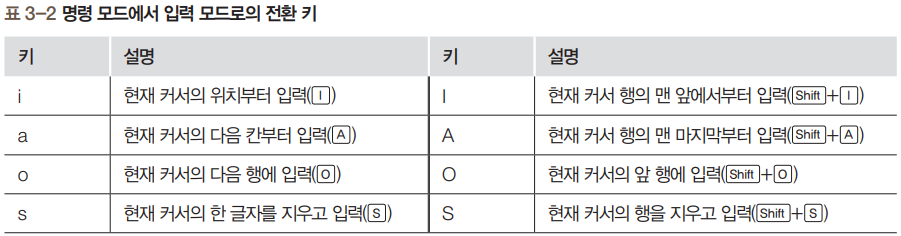 표 3-2 명령 모드에서 입력 모드로의 전환 키
키 설명 키 설명
i 현재 커서의 위치부터 입력(I) I 현재 커서 행의 맨 앞에서부터 입력(Shift+I)
a 현재 커서의 다음 칸부터 입력(A) A 현재 커서 행의 맨 마지막부터 입력(Shift+A)
o 현재 커서의 다음 행에 입력(O) O 현재 커서의 앞 행에 입력(Shift+O)
s 현재 커서의 한 글자를 지우고 입력(S) S 현재 커서의 행을 지우고 입력(Shift+S)